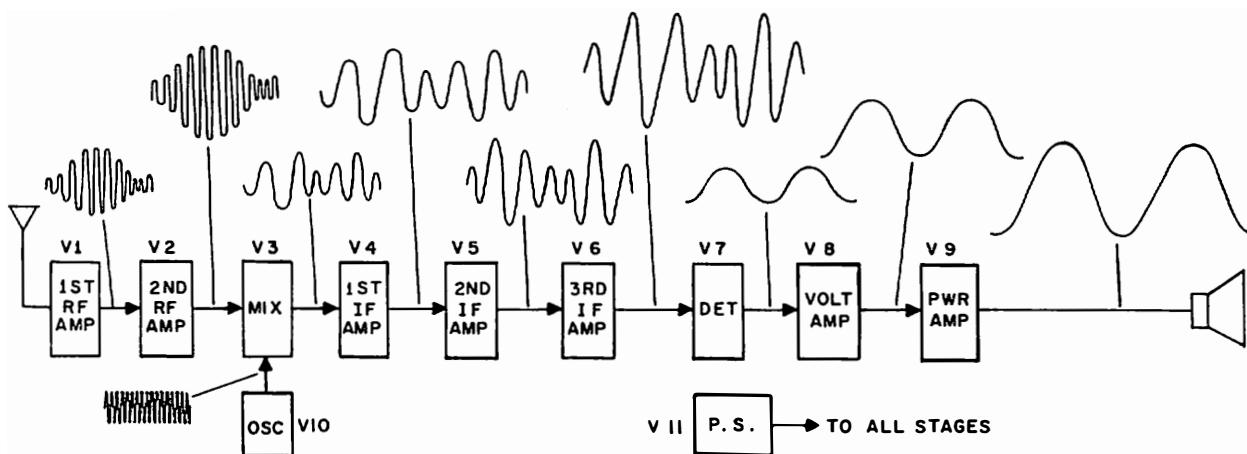 V1
1ST
RF
AMP
V2
2ND
RF
AMP
V3
MIX
V4
1ST
IF
AMP
V5
2ND
IF
AMP
V6
3RD
IF
AMP
V7
DET
V8
VOLT
AMP
V9
PWR
AMP
OSC
V10
V11
P.S.
TO ALL STAGES